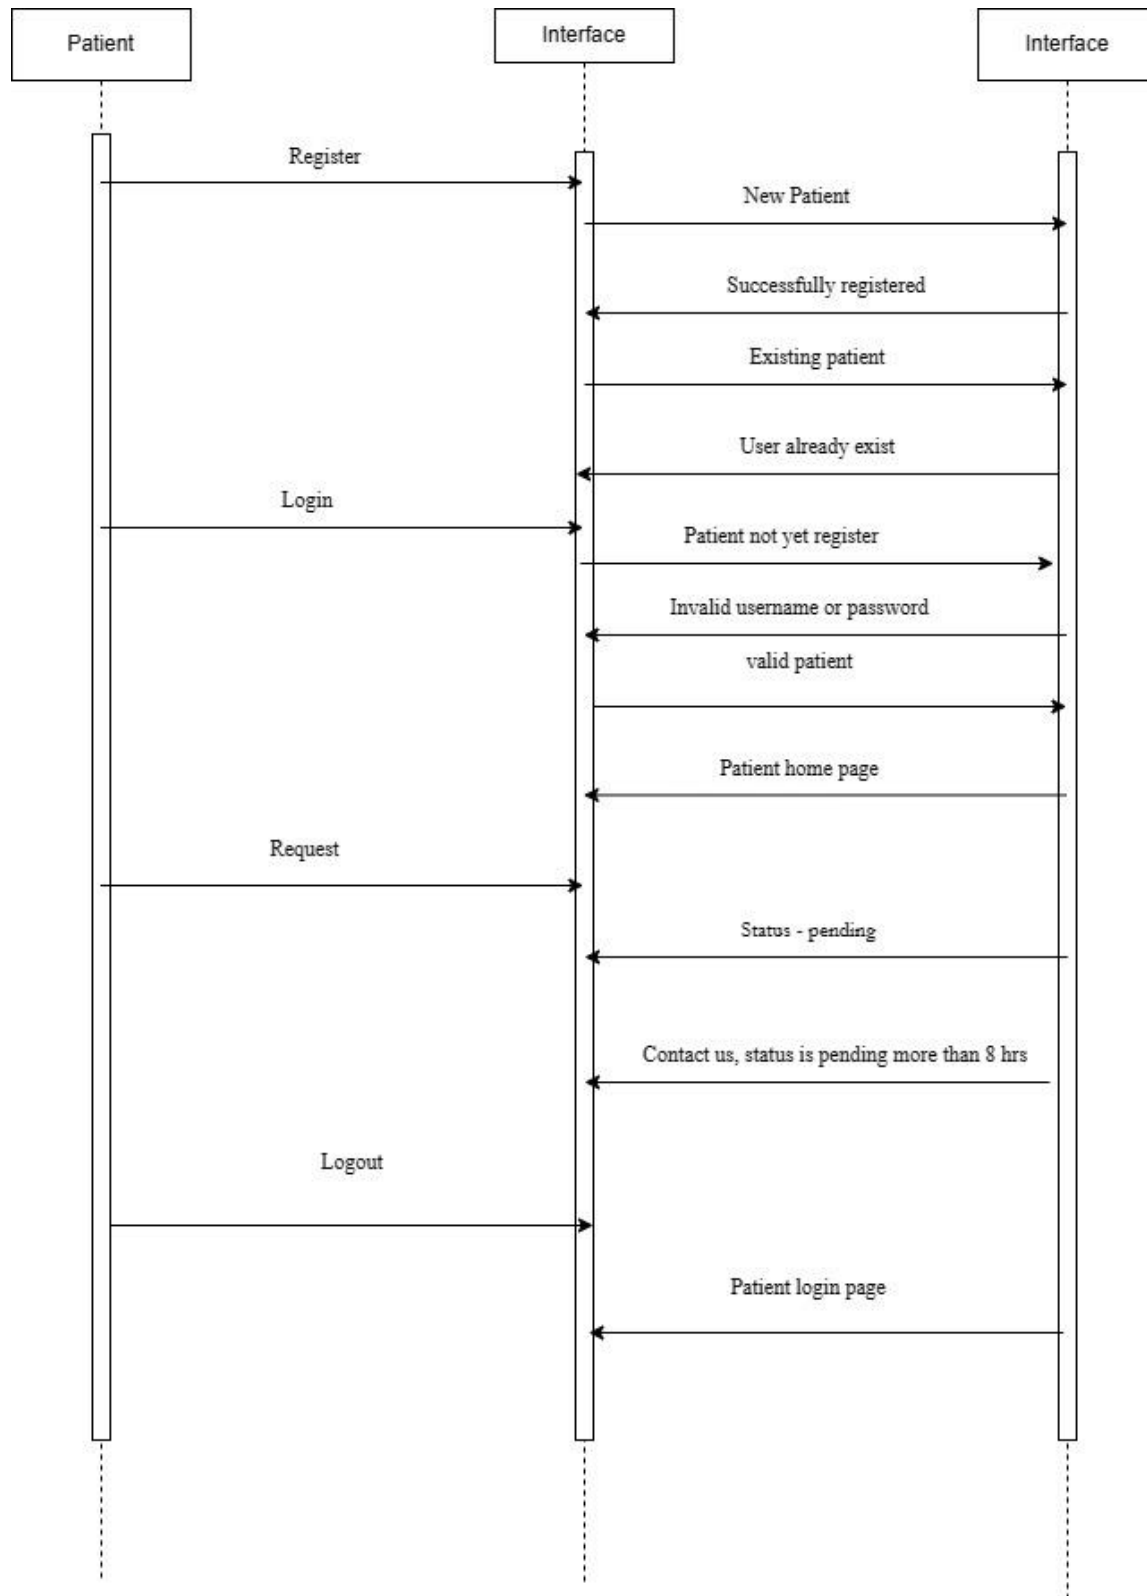 Patient
Interface
Interface
Register
New Patient
Successfully registered
Existing patient
User already exist
Login
Patient not yet register
Invalid username or password
valid patient
Patient home page
Request
Status - pending
Contact us, status is pending more than 8 hrs
Logout
Patient login page